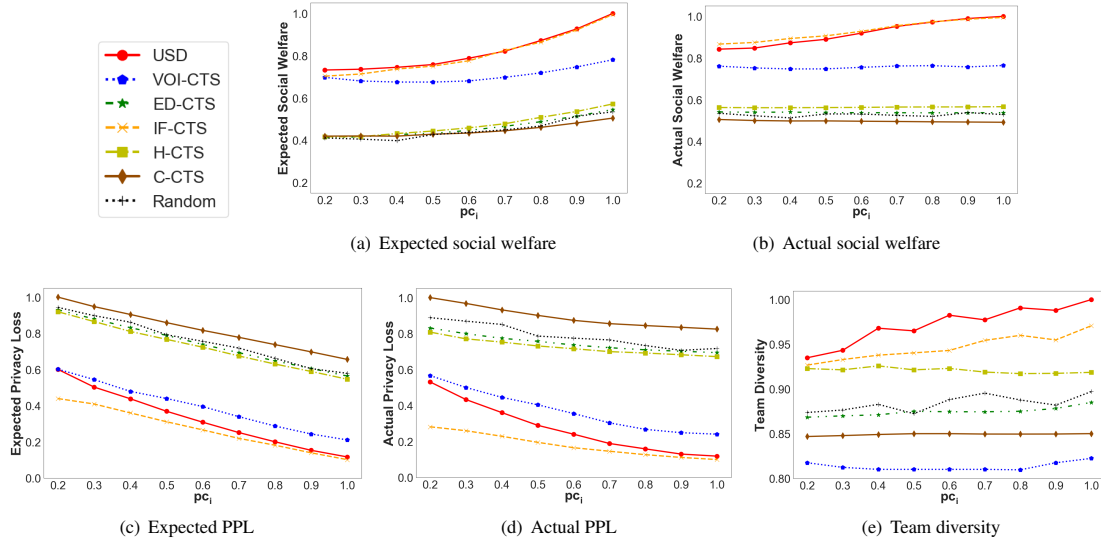 USD
VOI-CTS
ED-CTS
IF-CTS
H-CTS
C-CTS
Random
Expected Social Welfare
1.0
0.8
0.6
0.4
0.2
0.2 0.3 0.4 0.5 0.6 0.7 0.8 0.9 1.0
pc_i
(a) Expected social welfare
Actual Social Welfare
1.0
0.8
0.6
0.4
0.2
0.2 0.3 0.4 0.5 0.6 0.7 0.8 0.9 1.0
pc_i
(b) Actual social welfare
Expected Privacy Loss
1.0
0.8
0.6
0.4
0.2
0.0
0.2 0.3 0.4 0.5 0.6 0.7 0.8 0.9 1.0
pc_i
(c) Expected PPL
Actual Privacy Loss
1.0
0.8
0.6
0.4
0.2
0.0
0.2 0.3 0.4 0.5 0.6 0.7 0.8 0.9 1.0
pc_i
(d) Actual PPL
Team Diversity
1.00
0.95
0.90
0.85
0.80
0.2 0.3 0.4 0.5 0.6 0.7 0.8 0.9 1.0
pc_i
(e) Team diversity